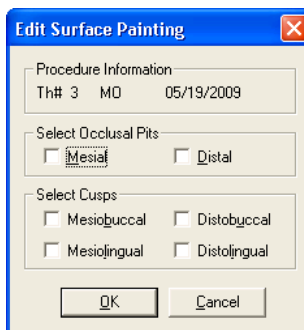 Edit Surface Painting
Procedure Information
Th# 3 MO 05/19/2009
Select Occlusal Pits
Mesial Distal
Select Cusps
Mesiobuccal Distobuccal
Mesiolingual Distolingual
OK Cancel